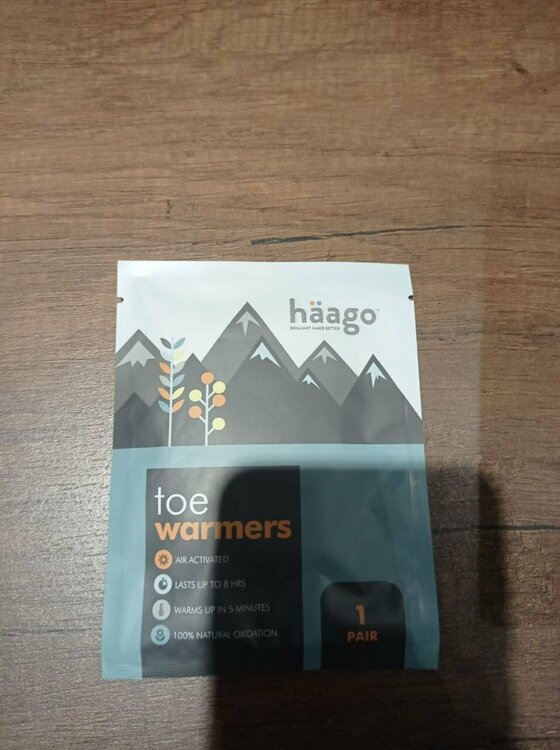 häago™
BRILLIANT MADE BETTER
toe
warmers
AIR ACTIVATED
LASTS UP TO 8 HRS
WARMS UP IN 5 MINUTES
100% NATURAL OXIDATION
1
PAIR